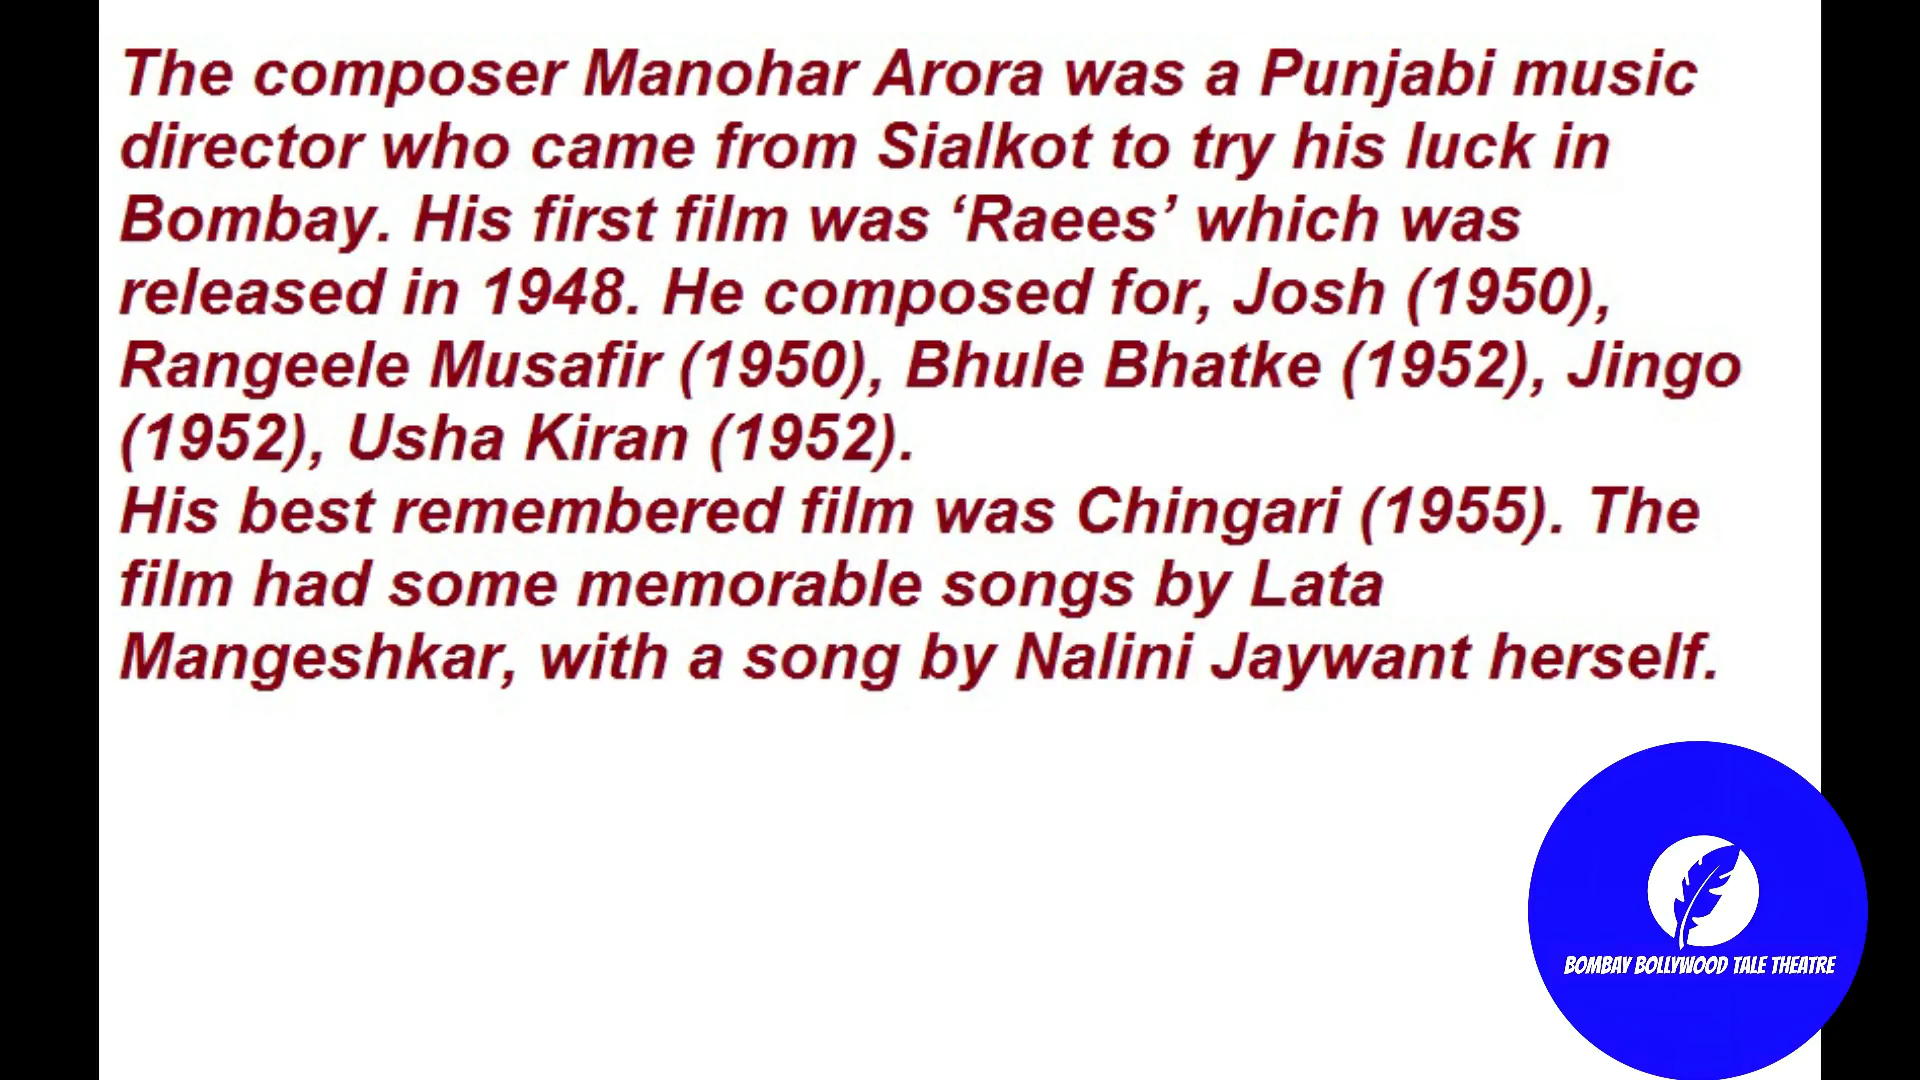 The composer Manohar Arora was a Punjabi music
director who came from Sialkot to try his luck in
Bombay. His first film was ‘Raees’ which was
released in 1948. He composed for, Josh (1950),
Rangeele Musafir (1950), Bhule Bhatke (1952), Jingo
(1952), Usha Kiran (1952).
His best remembered film was Chingari (1955). The
film had some memorable songs by Lata
Mangeshkar, with a song by Nalini Jaywant herself.
BOMBAY BOLLYWOOD TALE THEATRE